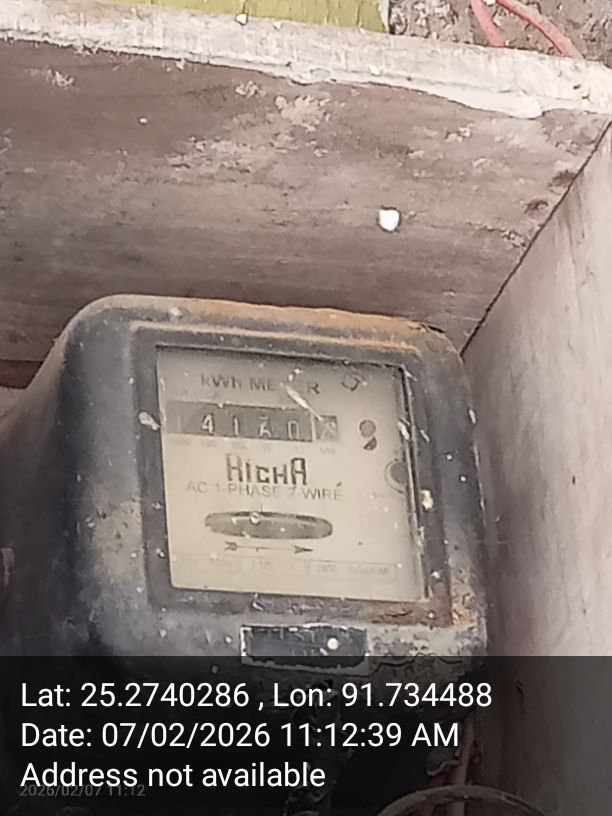 kWh METER
RICHA
AC 1-PHASE 2-WIRE
Lat: 25.2740286 , Lon: 91.734488
Date: 07/02/2026 11:12:39 AM
Address not available
2026/02/07 11:12